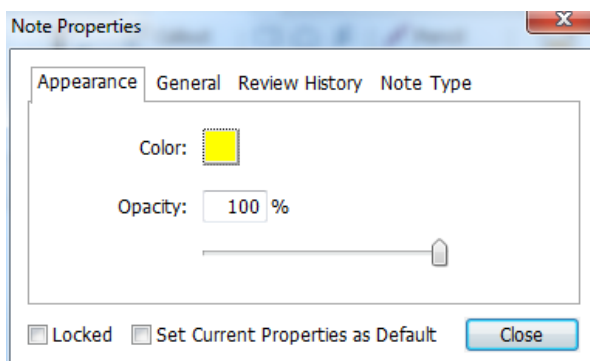 Note Properties
Appearance General Review History Note Type
Color:
Opacity: 100 %
Locked Set Current Properties as Default Close